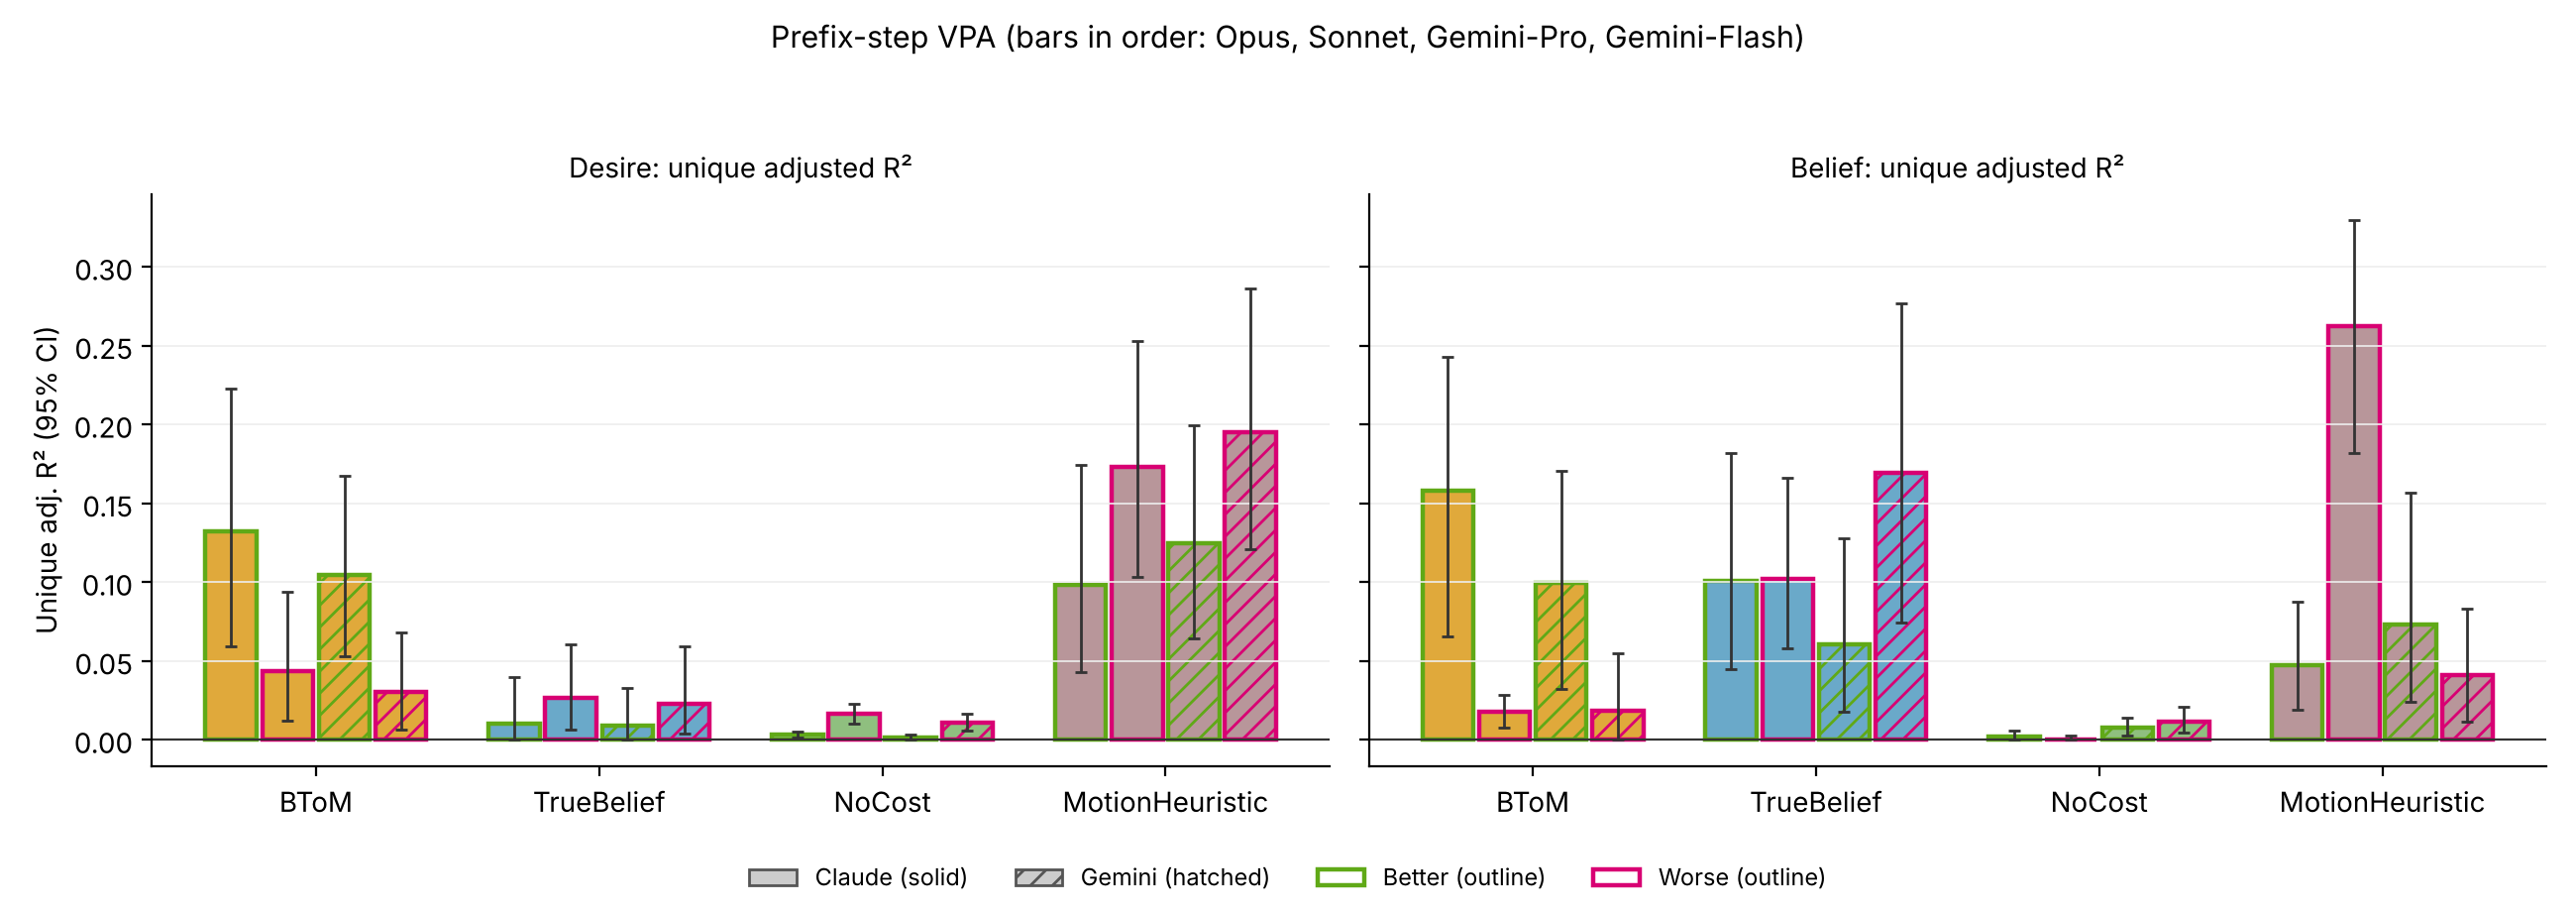 Prefix-step VPA (bars in order: Opus, Sonnet, Gemini-Pro, Gemini-Flash)
Desire: unique adjusted R²
Belief: unique adjusted R²
Unique adj. R² (95% CI)
0.30
0.25
0.20
0.15
0.10
0.05
0.00
BToM
TrueBelief
NoCost
MotionHeuristic
BToM
TrueBelief
NoCost
MotionHeuristic
Claude (solid)
Gemini (hatched)
Better (outline)
Worse (outline)